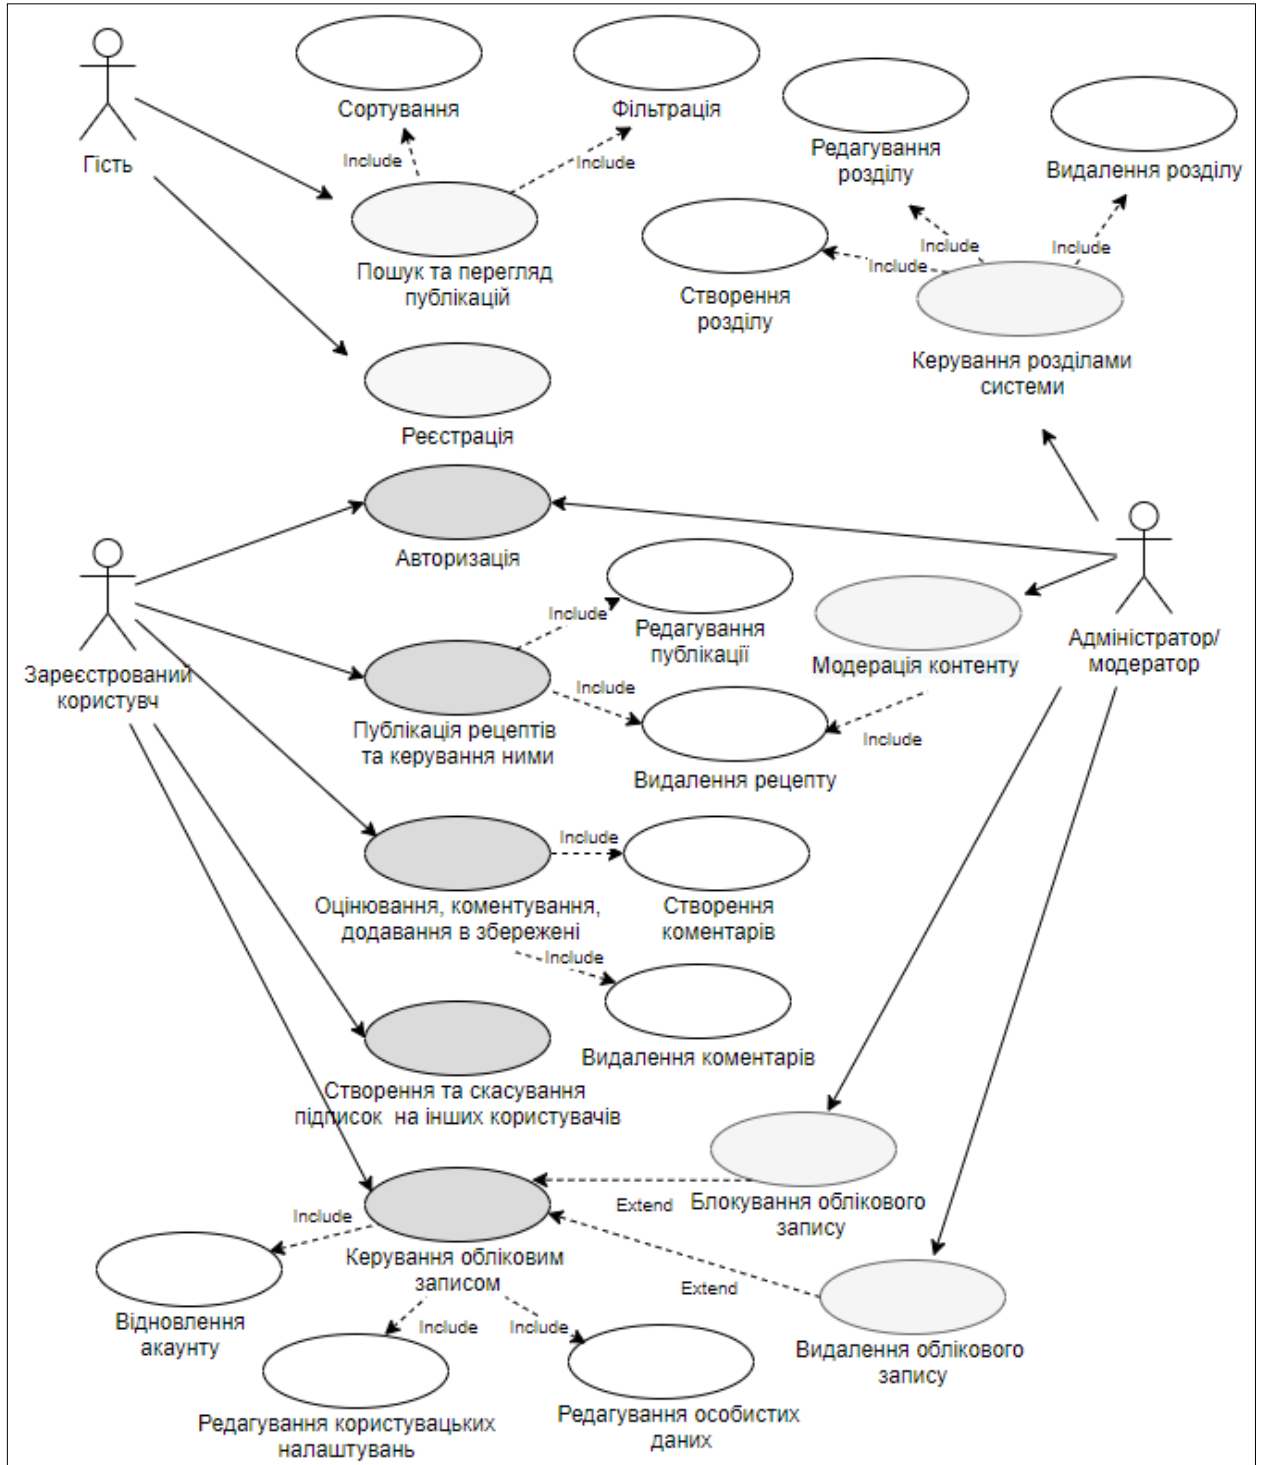 Сортування
Фільтрація
Include
Include
Гість
Редагування
розділу
Видалення розділу
Include
Include
Include
Пошук та перегляд
публікацій
Створення
розділу
Керування розділами
системи
Реєстрація
Авторизація
Include
Редагування
публікації
Зареєстрований
користувч
Адміністратор/
модератор
Модерація контенту
Include
Include
Публікація рецептів
та керування ними
Видалення рецепту
Include
Оцінювання, коментування,
додавання в збережені
Створення
коментарів
Include
Видалення коментарів
Створення та скасування
підписок на інших користувачів
Extend
Блокування облікового
запису
Include
Керування обліковим
записом
Extend
Відновлення
акаунту
Include
Include
Видалення облікового
запису
Редагування користувацьких
налаштувань
Редагування особистих
даних